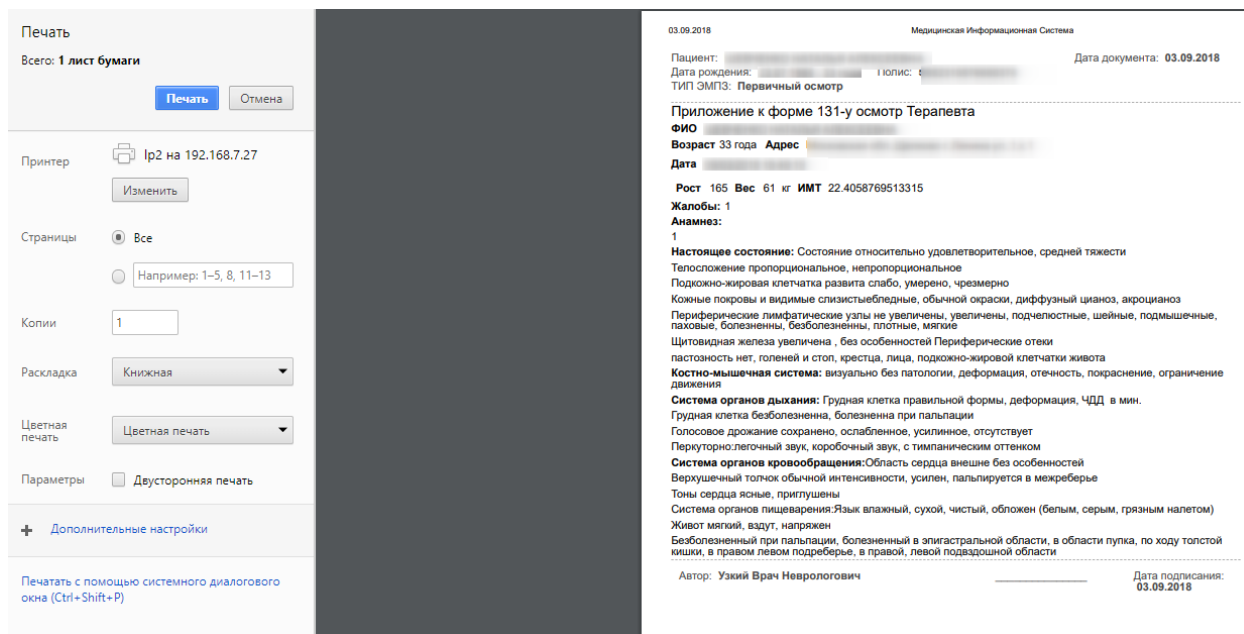 Печать
Всего: 1 лист бумаги
Печать Отмена
Принтер lp2 на 192.168.7.27
Изменить
Страницы Все
Например: 1–5, 8, 11–13
Копии 1
Раскладка Книжная
Цветная печать Цветная печать
Параметры Двусторонняя печать
+ Дополнительные настройки
Печатать с помощью системного диалогового
окна (Ctrl+Shift+P)
03.09.2018 Медицинская Информационная Система
Пациент: Дата документа: 03.09.2018
Дата рождения: Полис:
ТИП ЭМПЗ: Первичный осмотр
Приложение к форме 131-у осмотр Терапевта
ФИО
Возраст 33 года Адрес
Дата
Рост 165 Вес 61 кг ИМТ 22.4058769513315
Жалобы: 1
Анамнез:
1
Настоящее состояние: Состояние относительно удовлетворительное, средней тяжести
Телосложение пропорциональное, непропорциональное
Подкожно-жировая клетчатка развита слабо, умерено, чрезмерно
Кожные покровы и видимые слизистыебледные, обычной окраски, диффузный цианоз, акроцианоз
Периферические лимфатические узлы не увеличены, увеличены, подчелюстные, шейные, подмышечные,
паховые, болезненны, безболезненны, плотные, мягкие
Щитовидная железа увеличена , без особенностей Периферические отеки
пастозность нет, голеней и стоп, крестца, лица, подкожно-жировой клетчатки живота
Костно-мышечная система: визуально без патологии, деформация, отечность, покраснение, ограничение
движения
Система органов дыхания: Грудная клетка правильной формы, деформация, ЧДД в мин.
Грудная клетка безболезненна, болезненна при пальпации
Голосовое дрожание сохранено, ослабленное, усилинное, отсутствует
Перкуторно:легочный звук, коробочный звук, с тимпаническим оттенком
Система органов кровообращения:Область сердца внешне без особенностей
Верхушечный толчок обычной интенсивности, усилен, пальпируется в межреберье
Тоны сердца ясные, приглушены
Система органов пищеварения:Язык влажный, сухой, чистый, обложен (белым, серым, грязным налетом)
Живот мягкий, вздут, напряжен
Безболезненный при пальпации, болезненный в эпигастральной области, в области пупка, по ходу толстой
кишки, в правом левом подреберье, в правой, левой подвздошной области
Автор: Узкий Врач Неврологович Дата подписания:
03.09.2018